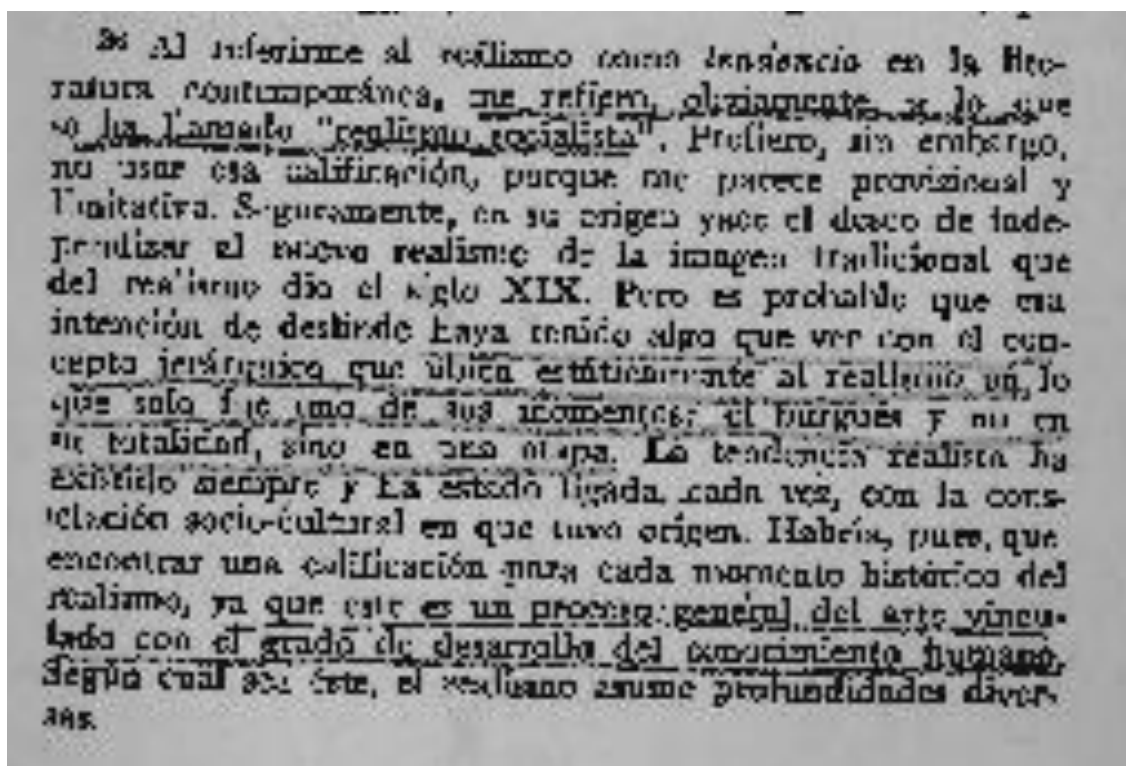 36 Al referirme al realismo como tendencia en la lite-
ratura contemporánea, me refiero, obviamente, a lo que
se ha llamado "realismo socialista". Prefiero, sin embargo,
no usar esa calificación, porque me parece provisional y
limitativa. Seguramente, en su origen yace el deseo de inde-
pendizar el nuevo realismo de la imagen tradicional que
del realismo dio el siglo XIX. Pero es probable que esa
intención de deslinde haya tenido algo que ver con el con-
cepto jerárquico que ubica estáticamente al realismo en lo
que solo fue uno de sus momentos: el burgués y no en
su totalidad, sino en una etapa. La tendencia realista ha
existido siempre y ha estado ligada, cada vez, con la cons-
telación socio-cultural en que tuvo origen. Habría, pues, que
encontrar una calificación para cada momento histórico del
realismo, ya que este es un proceso general del arte vincu-
lado con el grado de desarrollo del conocimiento humano.
Según cual sea éste, el realismo asume profundidades diver-
sas.